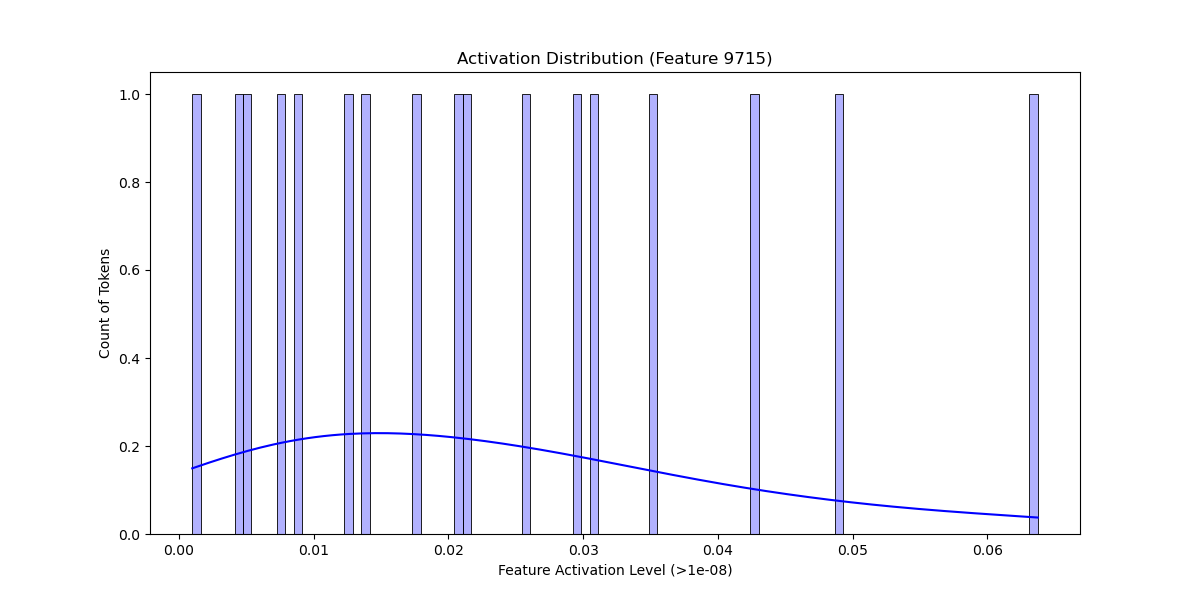 Activation Distribution (Feature 9715)
1.0
0.8
0.6
0.4
0.2
0.0
Count of Tokens
0.00 0.01 0.02 0.03 0.04 0.05 0.06
Feature Activation Level (>1e-08)